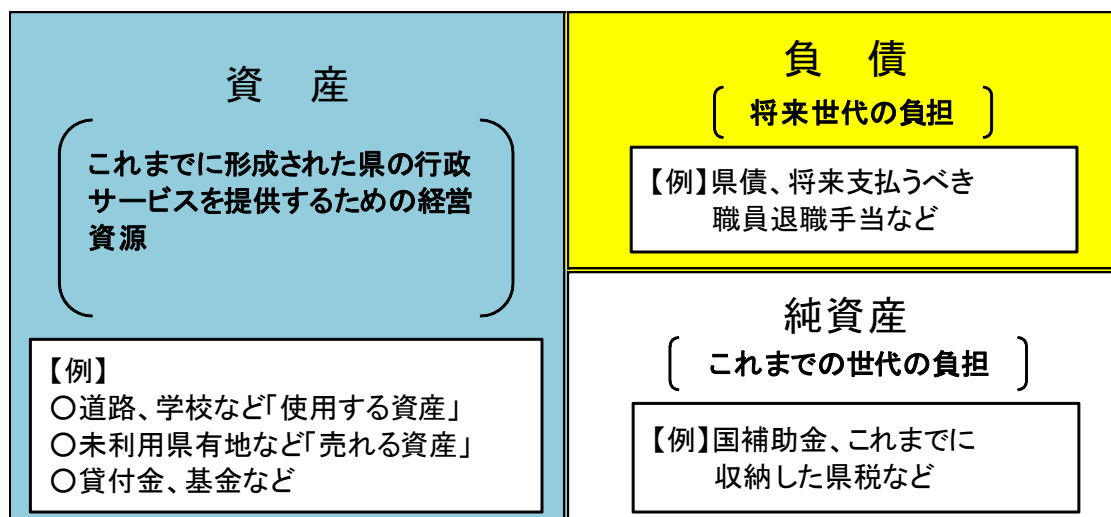 資　産
これまでに形成された県の行政
サービスを提供するための経営
資源
【例】
○道路、学校など「使用する資産」
○未利用県有地など「売れる資産」
○貸付金、基金など
負　債
将来世代の負担
【例】県債、将来支払うべき
職員退職手当など
純資産
これまでの世代の負担
【例】国補助金、これまでに
収納した県税など